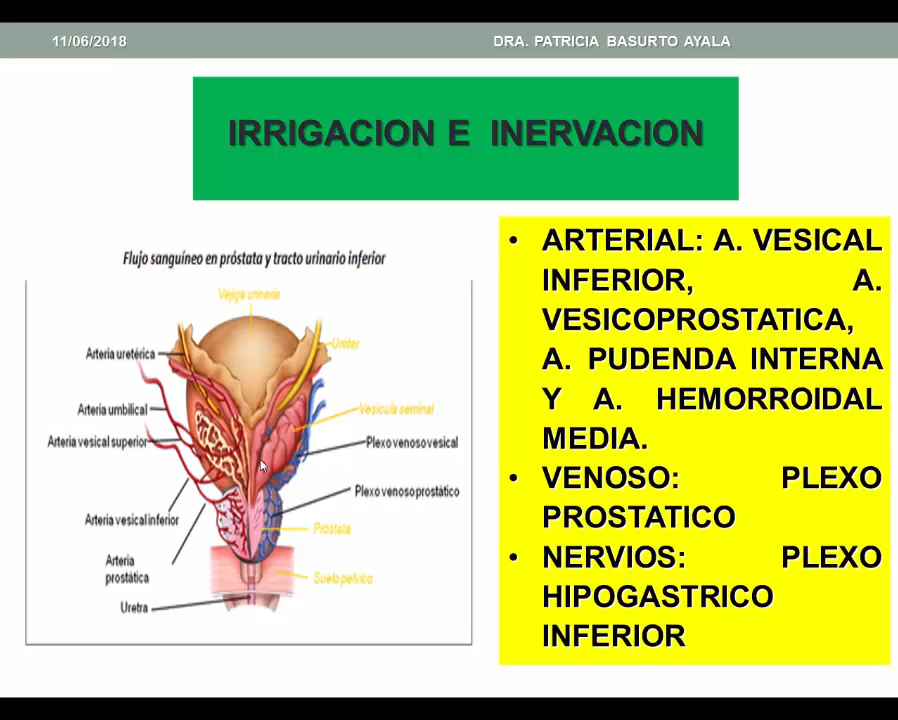 11/06/2018
DRA. PATRICIA BASURTO AYALA
IRRIGACION E INERVACION
Flujo sanguíneo en próstata y tracto urinario inferior
Vejiga urinaria
Uréter
Arteria uretérica
Arteria umbilical
Vesícula seminal
Arteria vesical superior
Plexo venoso vesical
Plexo venoso prostático
Arteria vesical inferior
Próstata
Arteria
prostática
Suelo pélvico
Uretra
• ARTERIAL: A. VESICAL
INFERIOR, A.
VESICOPROSTATICA,
A. PUDENDA INTERNA
Y A. HEMORROIDAL
MEDIA.
• VENOSO: PLEXO
PROSTATICO
• NERVIOS: PLEXO
HIPOGASTRICO
INFERIOR